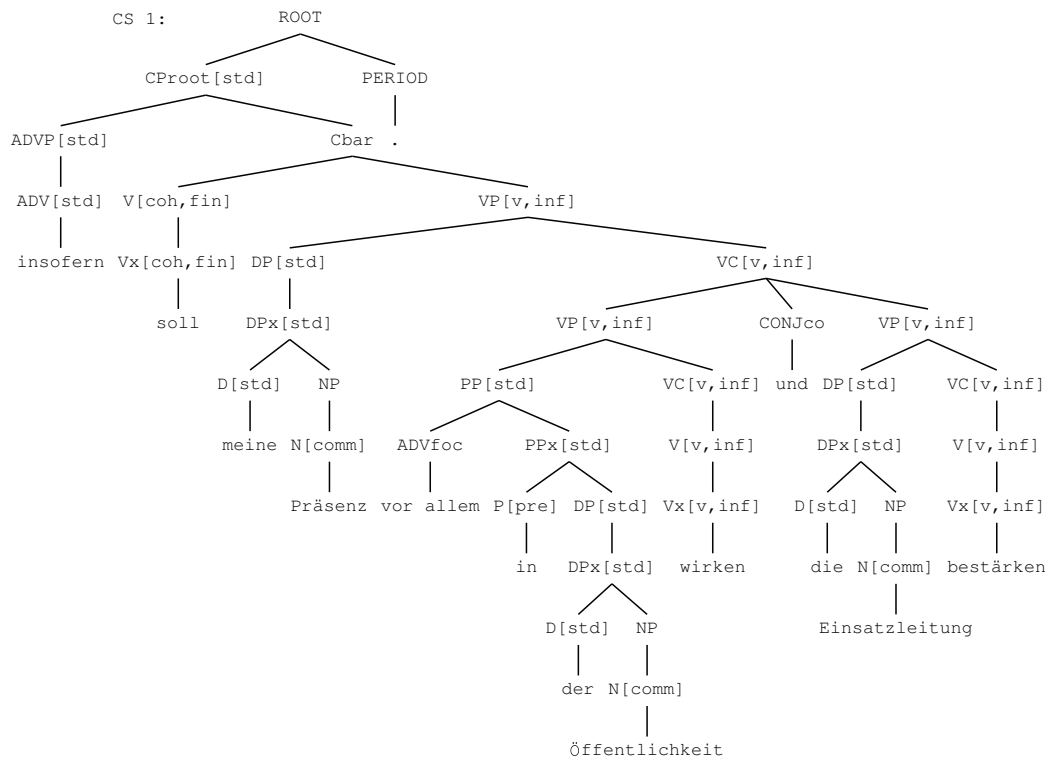 CS 1: ROOT
CProot[std] PERIOD
ADVP[std] Cbar .
ADV[std] V[coh,fin] VP[v,inf]
insofern Vx[coh,fin] DP[std] VC[v,inf]
soll DPx[std] VP[v,inf] CONJco VP[v,inf]
D[std] NP PP[std] VC[v,inf] und DP[std] VC[v,inf]
meine N[comm] ADVfoc PPx[std] V[v,inf] DPx[std] V[v,inf]
Präsenz vor allem P[pre] DP[std] Vx[v,inf] D[std] NP Vx[v,inf]
in DPx[std] wirken die N[comm] bestärken
D[std] NP Einsatzleitung
der N[comm]
Öffentlichkeit